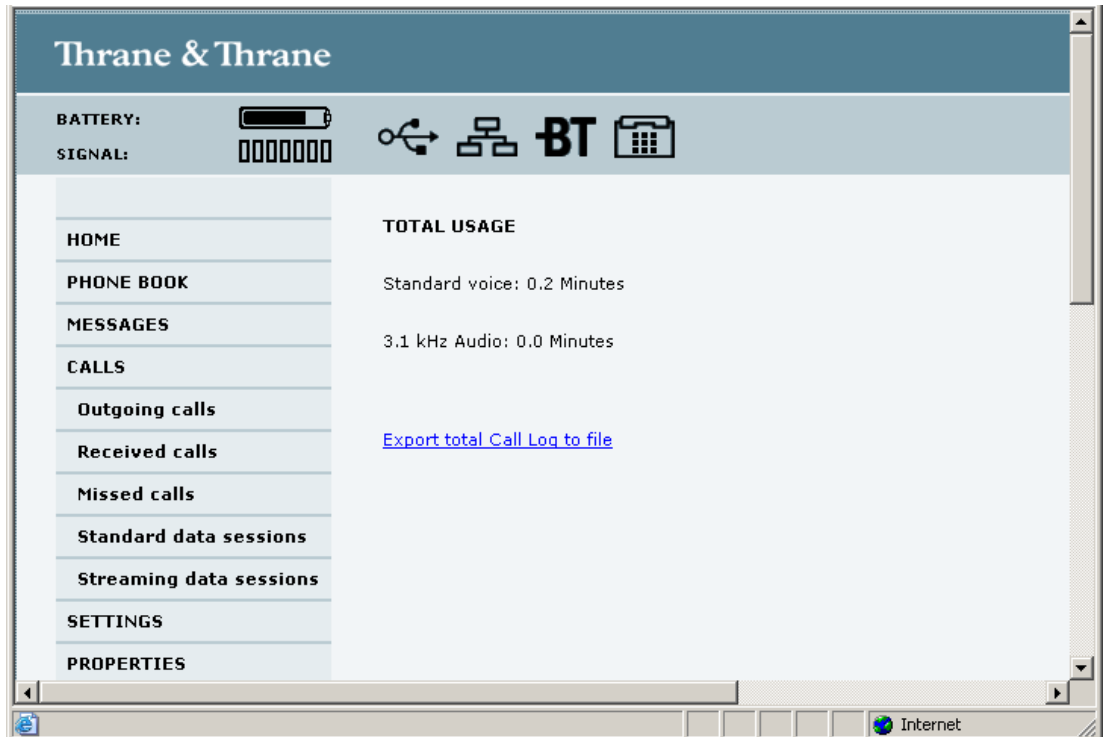 Thrane & Thrane
BATTERY:
SIGNAL:
BT
HOME
PHONE BOOK
MESSAGES
CALLS
Outgoing calls
Received calls
Missed calls
Standard data sessions
Streaming data sessions
SETTINGS
PROPERTIES
TOTAL USAGE
Standard voice: 0.2 Minutes
3.1 kHz Audio: 0.0 Minutes
Export total Call Log to file
Internet